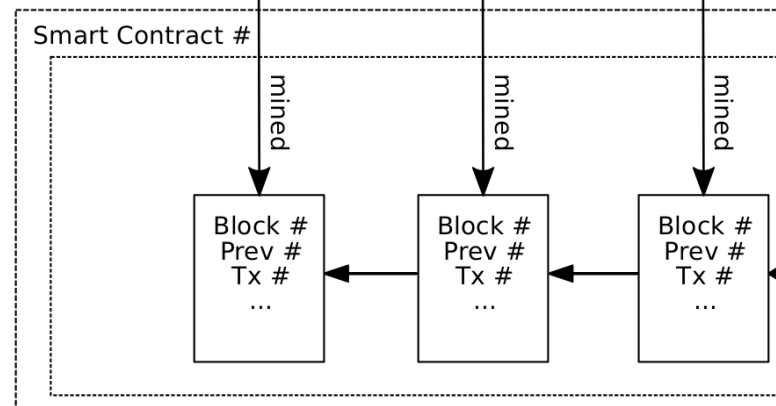 Smart Contract #
mined
mined
mined
Block #
Prev #
Tx #
...
Block #
Prev #
Tx #
...
Block #
Prev #
Tx #
...